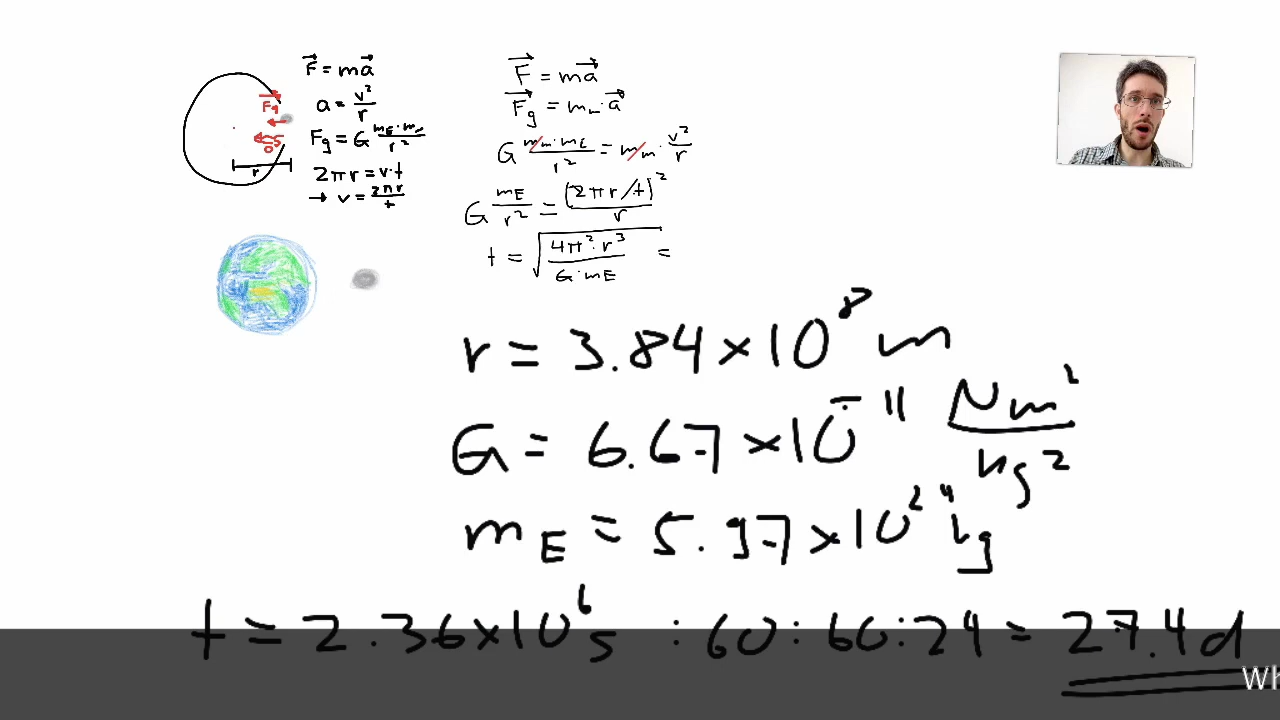 F = ma
a = v²/r
Fg = G mE·mm/r²
2πr = v·t
→ v = 2πr/t
Fg
r
F = ma
Fg = mm·a
G mm·mE/r² = mm·v²/r
G mE/r² = (2πr/t)²/r
t = √(4π²·r³/G·mE) =
r = 3.84×10⁸ m
G = 6.67×10⁻¹¹ Nm²/kg²
mE = 5.97×10²⁴ kg
t = 2.36×10⁶ s :60:60:24 = 27.4 d
Wh